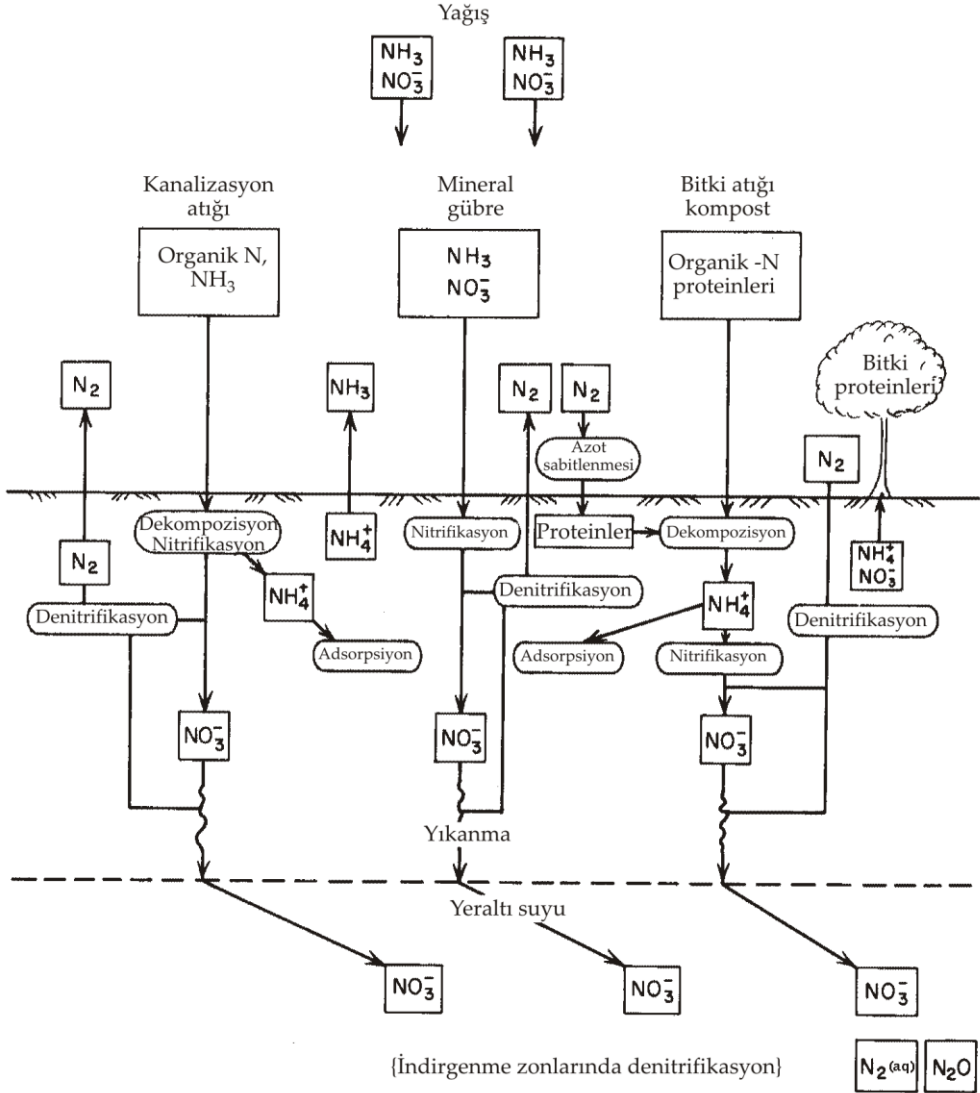 Yağış
NH₃
NO₃⁻
NH₃
NO₃⁻
Kanalizasyon
atığı
Organik N,
NH₃
Mineral
gübre
NH₃
NO₃⁻
Bitki atığı
kompost
Organik -N
proteinleri
N₂
NH₃
N₂
N₂
Bitki
proteinleri
Azot
sabitlenmesi
N₂
Dekompozisyon
Nitrifikasyon
NH₄⁺
Nitrifikasyon
Proteinler
Dekompozisyon
NH₄⁺
NO₃⁻
N₂
NH₄⁺
Denitrifikasyon
NH₄⁺
Denitrifikasyon
Denitrifikasyon
Adsorpsiyon
Adsorpsiyon
Nitrifikasyon
NO₃⁻
NO₃⁻
NO₃⁻
Yıkanma
Yeraltı suyu
NO₃⁻
NO₃⁻
NO₃⁻
{İndirgenme zonlarında denitrifikasyon}
N₂(aq)
N₂O